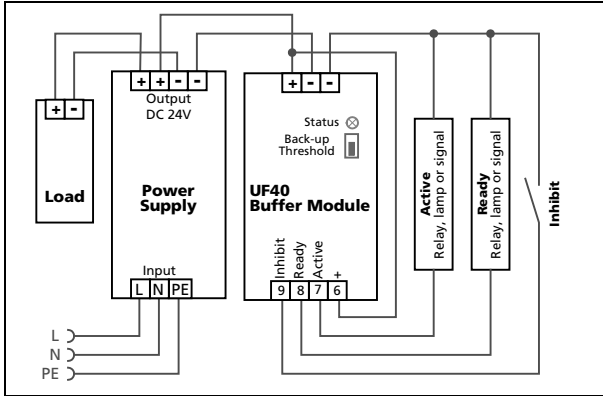 + + - -
+ - -
Output
DC 24V
+ -
Status
Back-up
Threshold
Load
Power
Supply
UF40
Buffer Module
Active
Relay, lamp or signal
Ready
Relay, lamp or signal
Inhibit
Input
L N PE
Inhibit
Ready
Active
+
9 8 7 6
L
N
PE